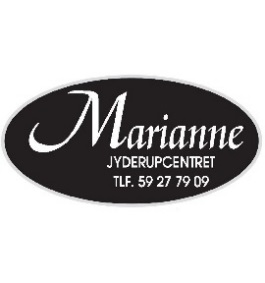 Marianne
JYDERUPCENTRET
TLF. 59 27 79 09